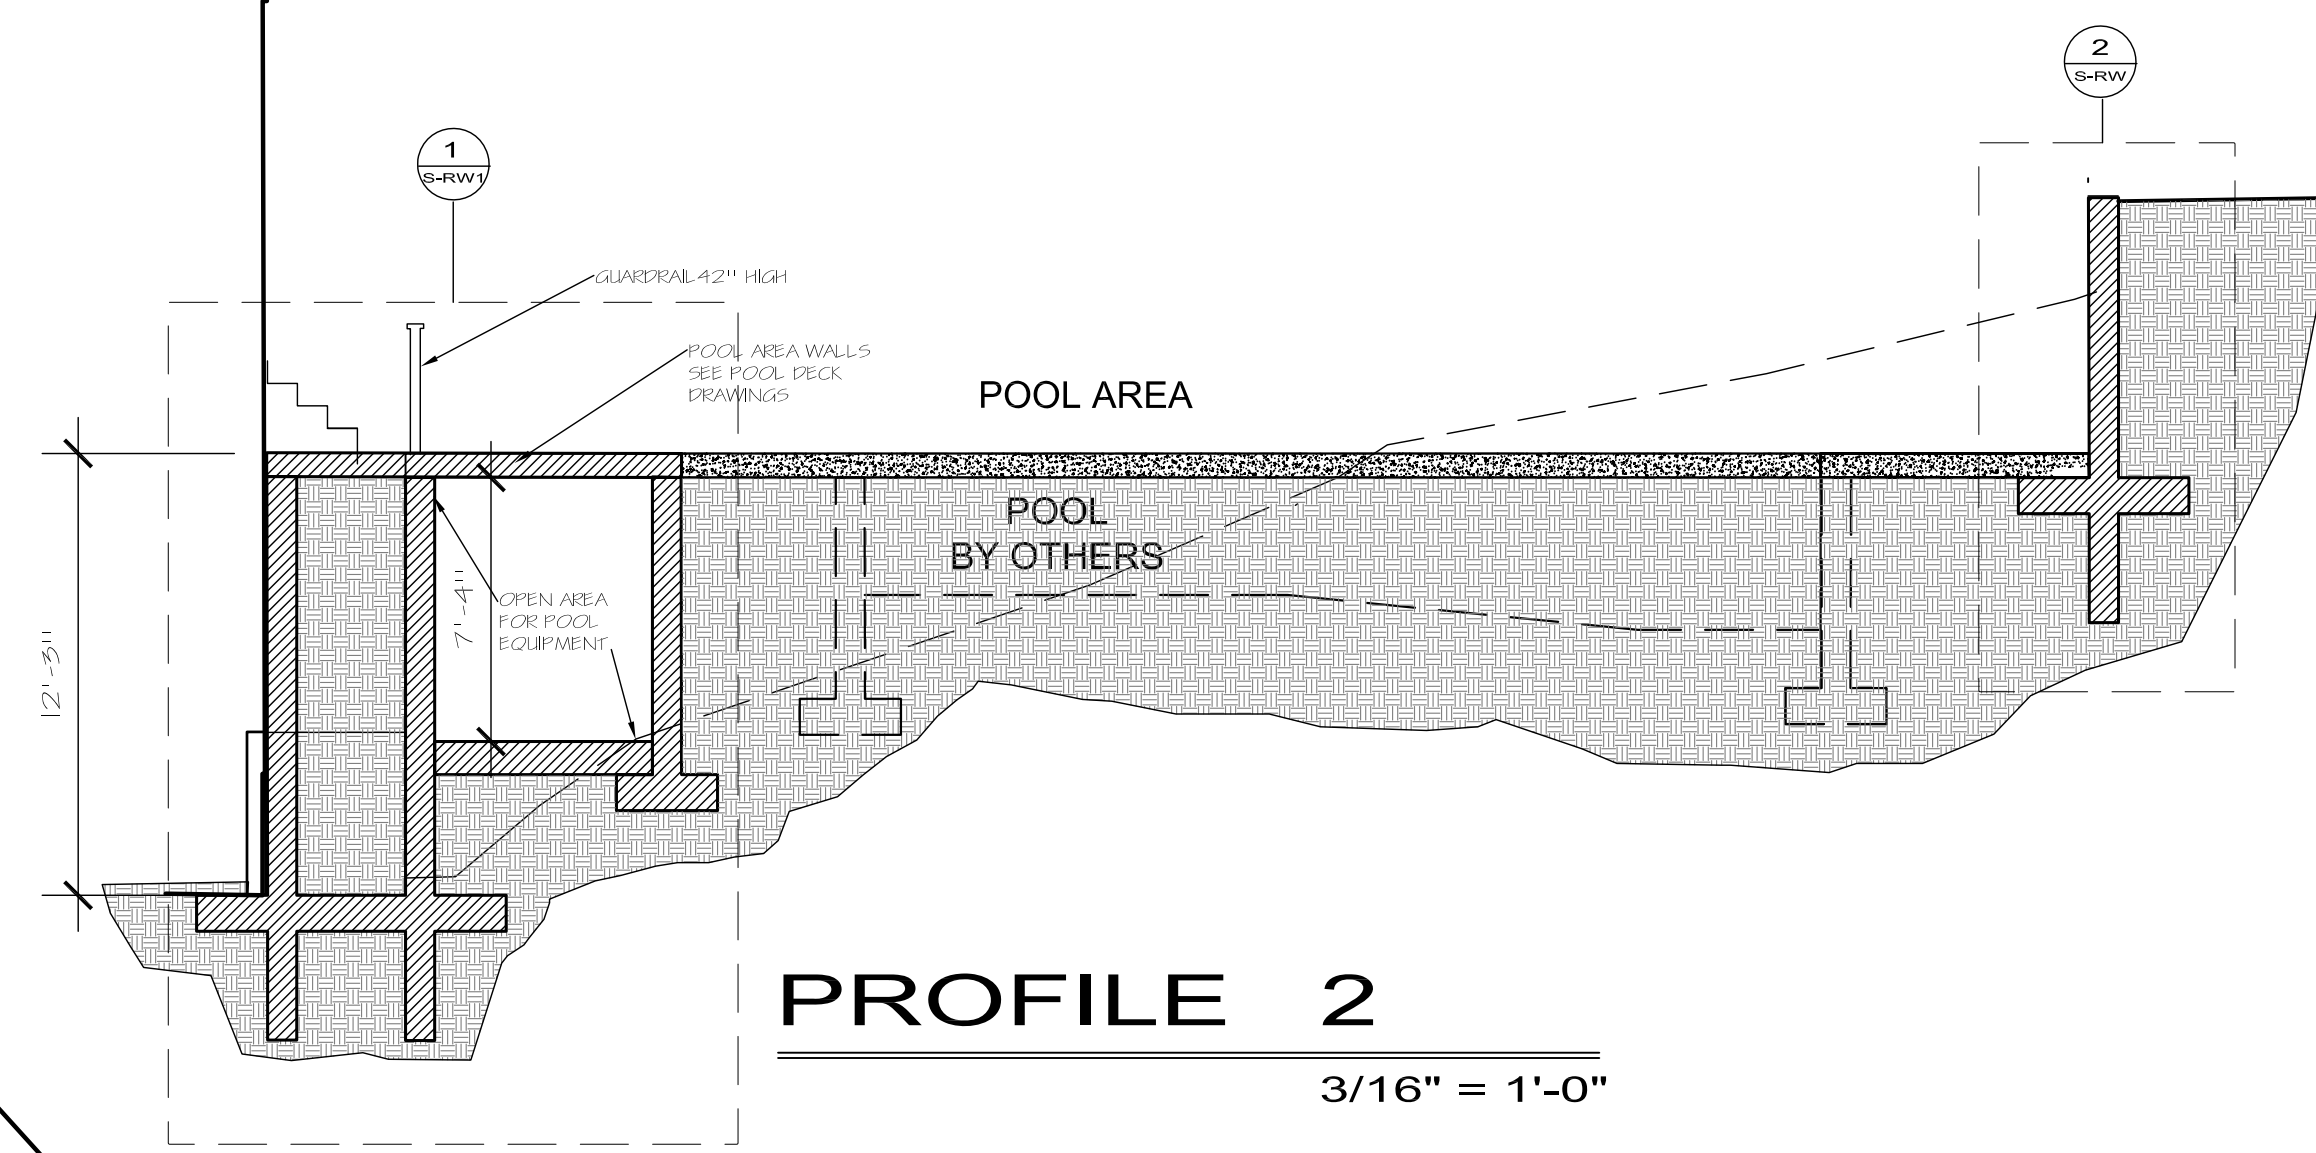 2
S-RW
1
S-RW1
GUARDRAIL 42" HIGH
POOL AREA WALLS
SEE POOL DECK
DRAWINGS
POOL AREA
POOL
BY OTHERS
7'-4"
OPEN AREA
FOR POOL
EQUIPMENT
12'-3"
PROFILE 2
3/16" = 1'-0"